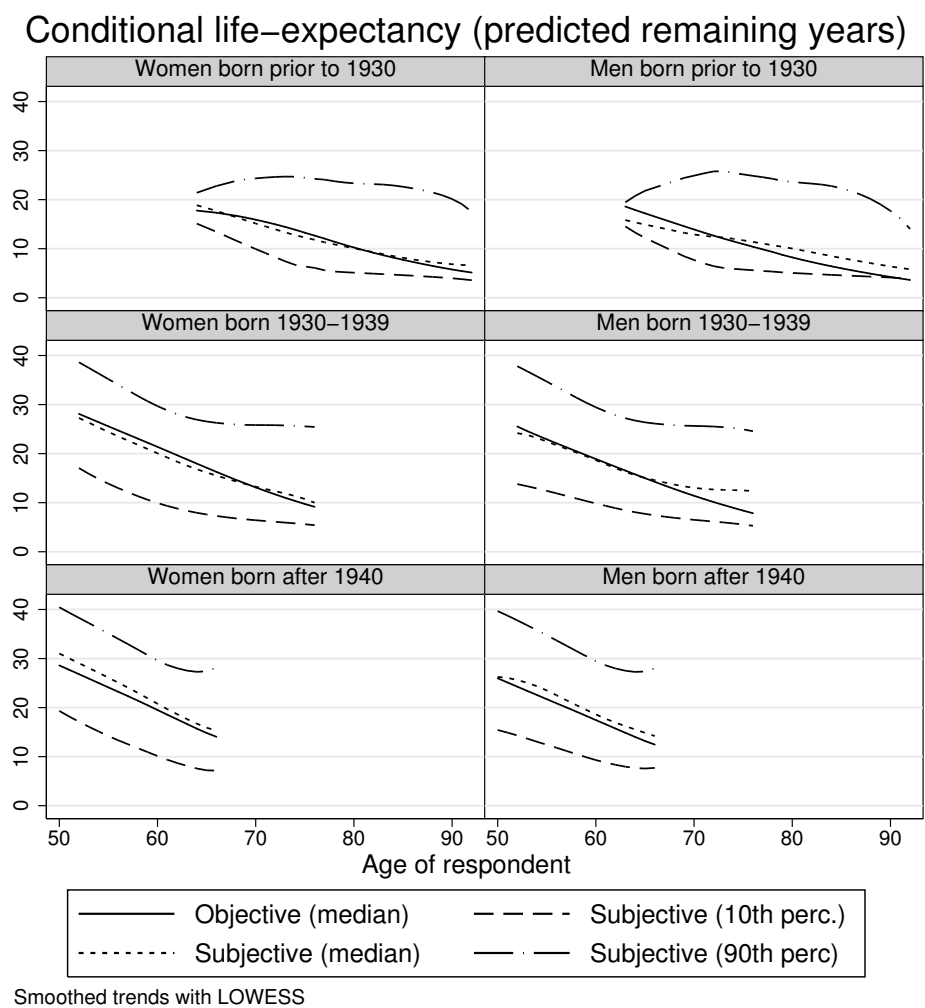 Conditional life−expectancy (predicted remaining years)
Women born prior to 1930
Men born prior to 1930
40
30
20
10
0
Women born 1930−1939
Men born 1930−1939
40
30
20
10
0
Women born after 1940
Men born after 1940
40
30
20
10
0
50 60 70 80 90 50 60 70 80 90
Age of respondent
Objective (median)
Subjective (10th perc.)
Subjective (median)
Subjective (90th perc)
Smoothed trends with LOWESS